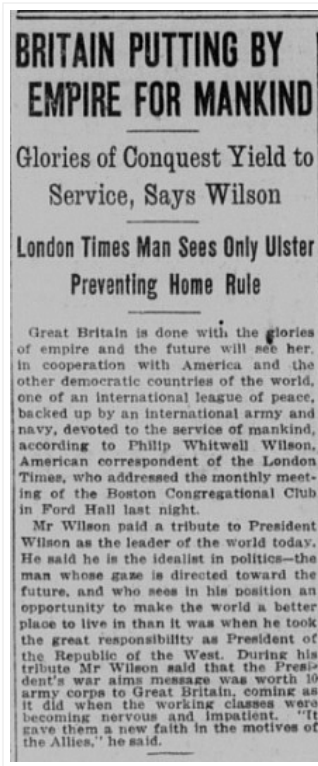 BRITAIN PUTTING BY
EMPIRE FOR MANKIND
Glories of Conquest Yield to
Service, Says Wilson
London Times Man Sees Only Ulster
Preventing Home Rule
Great Britain is done with the glories
of empire and the future will see her,
in cooperation with America and the
other democratic countries of the world,
one of an international league of peace,
backed up by an international army and
navy, devoted to the service of mankind,
according to Philip Whitwell Wilson,
American correspondent of the London
Times, who addressed the monthly meet-
ing of the Boston Congregational Club
in Ford Hall last night.
Mr Wilson paid a tribute to President
Wilson as the leader of the world today.
He said he is the idealist in politics—the
man whose gaze is directed toward the
future, and who sees in his position an
opportunity to make the world a better
place to live in than it was when he took
the great responsibility as President of
the Republic of the West. During his
tribute Mr Wilson said that the Presi-
dent's war aims message was worth 10
army corps to Great Britain, coming as
it did when the working classes were
becoming nervous and impatient. "It
gave them a new faith in the motives of
the Allies," he said.